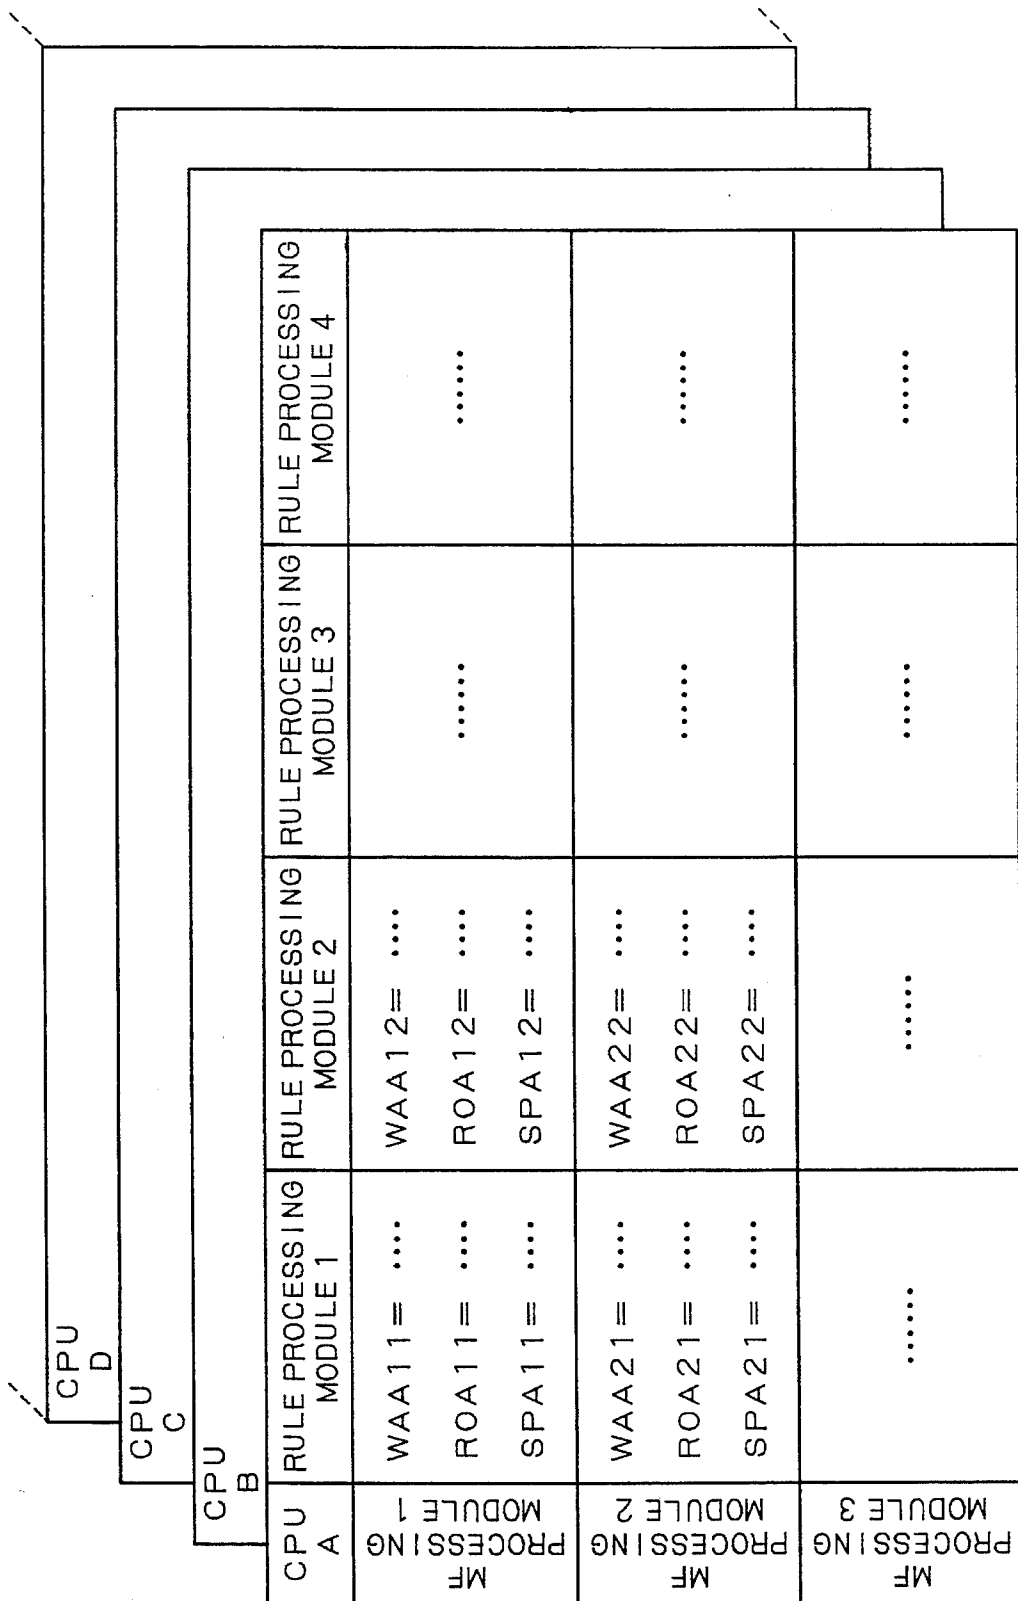 CPU
D
CPU
C
CPU
B
CPU
A
RULE PROCESSING
MODULE 1
RULE PROCESSING
MODULE 2
RULE PROCESSING
MODULE 3
RULE PROCESSING
MODULE 4
MF
PROCESSING
MODULE 1
WAA11= ····
ROA11= ····
SPA11= ····
WAA12= ····
ROA12= ····
SPA12= ····
······
······
MF
PROCESSING
MODULE 2
WAA21= ····
ROA21= ····
SPA21= ····
WAA22= ····
ROA22= ····
SPA22= ····
······
······
MF
PROCESSING
MODULE 3
······
······
······
······